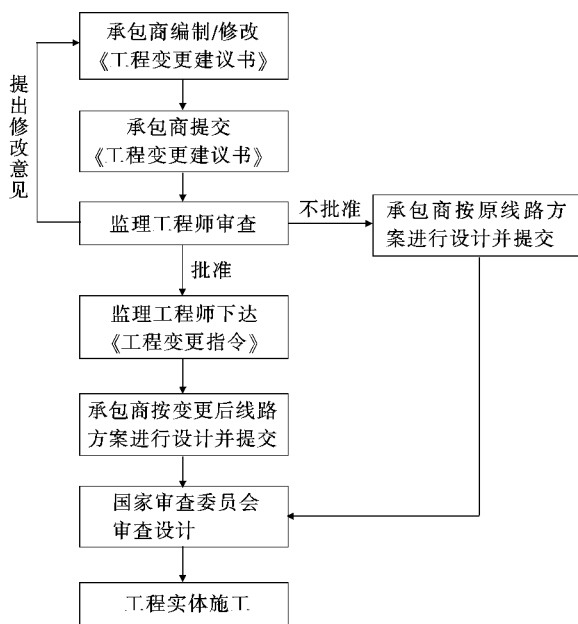 承包商编制/修改
《工程变更建议书》
提出修改意见
承包商提交
《工程变更建议书》
监理工程师审查
不批准
承包商按原线路方
案进行设计并提交
批准
监理工程师下达
《工程变更指令》
承包商按变更后线路
方案进行设计并提交
国家审查委员会
审查设计
工程实体施工